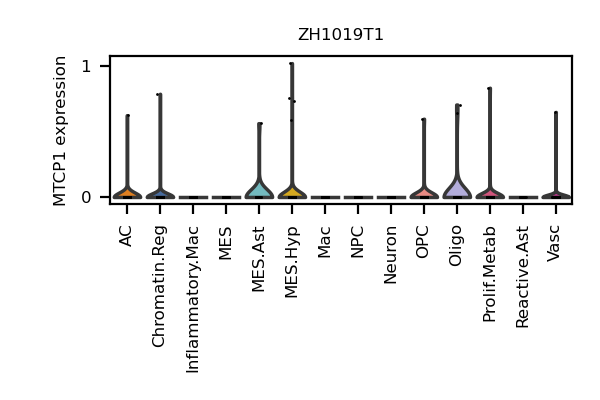 ZH1019T1
MTCP1 expression
1
0
AC
Chromatin.Reg
Inflammatory.Mac
MES
MES.Ast
MES.Hyp
Mac
NPC
Neuron
OPC
Oligo
Prolif.Metab
Reactive.Ast
Vasc